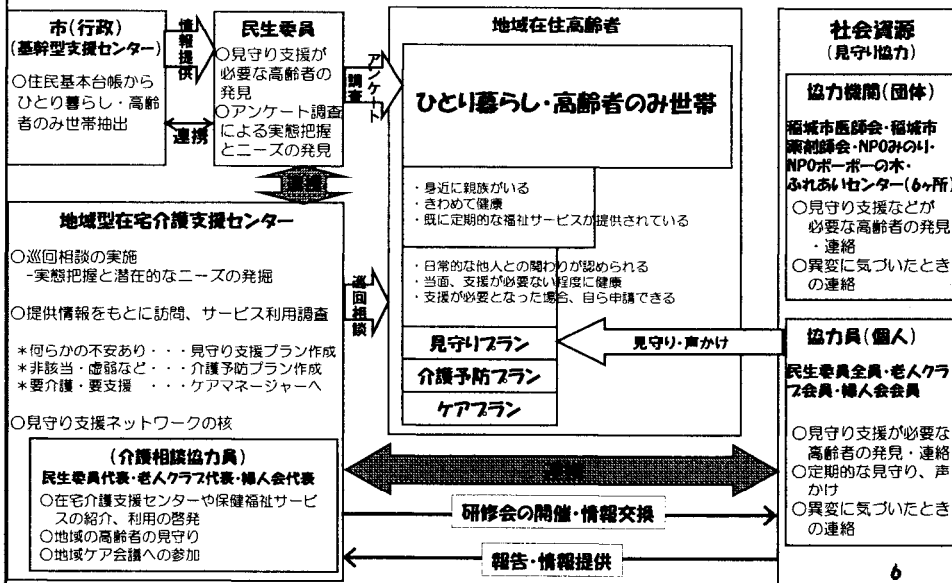 市(行政)
(基幹型支援センター)
○住民基本台帳から
ひとり暮らし・高齢
者のみ世帯抽出
情報提供
連携
民生委員
○見守り支援が
必要な高齢者の
発見
○アンケート調査
による実態把握
とニーズの発見
アンケート
調査
連携
地域在住高齢者
ひとり暮らし・高齢者のみ世帯
・身近に親族がいる
・きわめて健康
・既に定期的な福祉サービスが提供されている
・日常的な他人との関わりが認められる
・当面、支援が必要ない程度に健康
・支援が必要となった場合、自ら申請できる
見守りプラン
介護予防プラン
ケアプラン
巡回相談
見守り・声かけ
地域型在宅介護支援センター
○巡回相談の実施
-実態把握と潜在的なニーズの発掘
○提供情報をもとに訪問、サービス利用調査
*何らかの不安あり・・・見守り支援プラン作成
*非該当・虚弱など・・・介護予防プラン作成
*要介護・要支援 ・・・ケアマネージャーへ
○見守り支援ネットワークの核
(介護相談協力員)
民生委員代表・老人クラブ代表・婦人会代表
○在宅介護支援センターや保健福祉サービ
スの紹介、利用の啓発
○地域の高齢者の見守り
○地域ケア会議への参加
連携
研修会の開催・情報交換
報告・情報提供
社会資源
(見守り協力)
協力機関(団体)
稲城市医師会・稲城市
薬剤師会・NPOみのり・
NPOポーポーの木・
ふれあいセンター(6ヶ所)
○見守り支援などが
必要な高齢者の発見
・連絡
○異変に気づいたとき
の連絡
協力員(個人)
民生委員全員・老人クラ
ブ会員・婦人会会員
○見守り支援が必要な
高齢者の発見・連絡
○定期的な見守り、声
かけ
○異変に気づいたとき
の連絡
6